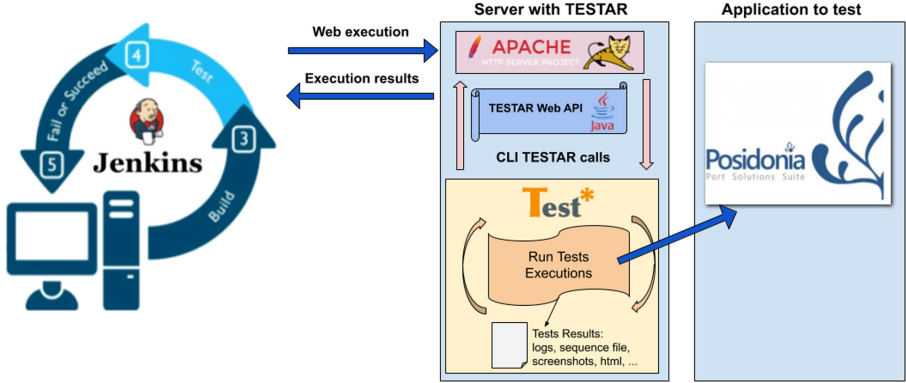 Server with TESTAR
Application to test
Web execution
Execution results
APACHE
HTTP SERVER PROJECT
TESTAR Web API
Java
CLI TESTAR calls
4
Test
Fail or Succeed
3
5
Jenkins
Build
Posidonia
Port Solutions Suite
Test*
Run Tests
Executions
Tests Results:
logs, sequence file,
screenshots, html, ...